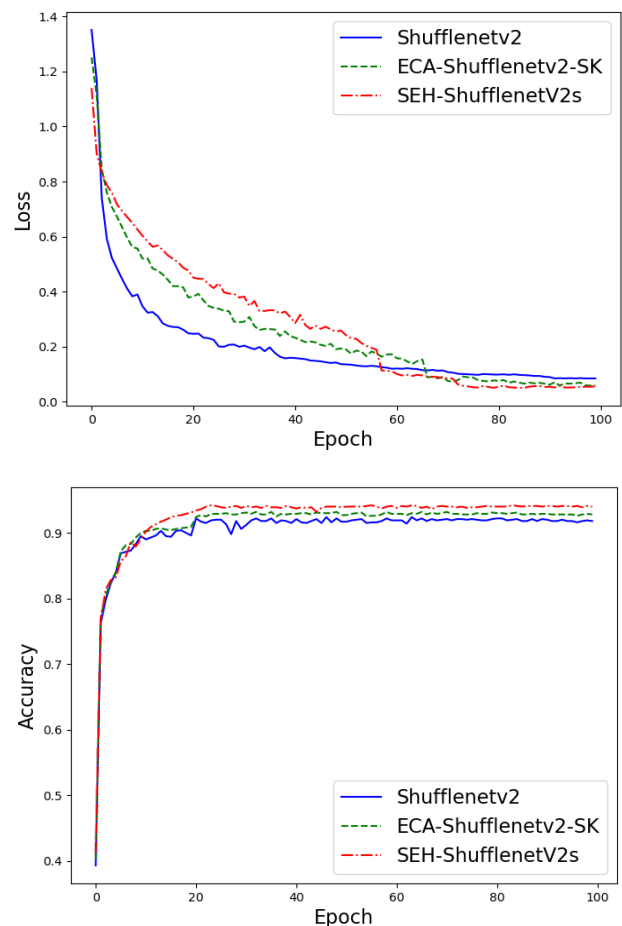 1.4
1.2
1.0
0.8
0.6
0.4
0.2
0.0
Loss
Shufflenetv2
ECA-Shufflenetv2-SK
SEH-ShufflenetV2s
0 20 40 60 80 100
Epoch
0.9
0.8
0.7
0.6
0.5
0.4
Accuracy
Shufflenetv2
ECA-Shufflenetv2-SK
SEH-ShufflenetV2s
0 20 40 60 80 100
Epoch